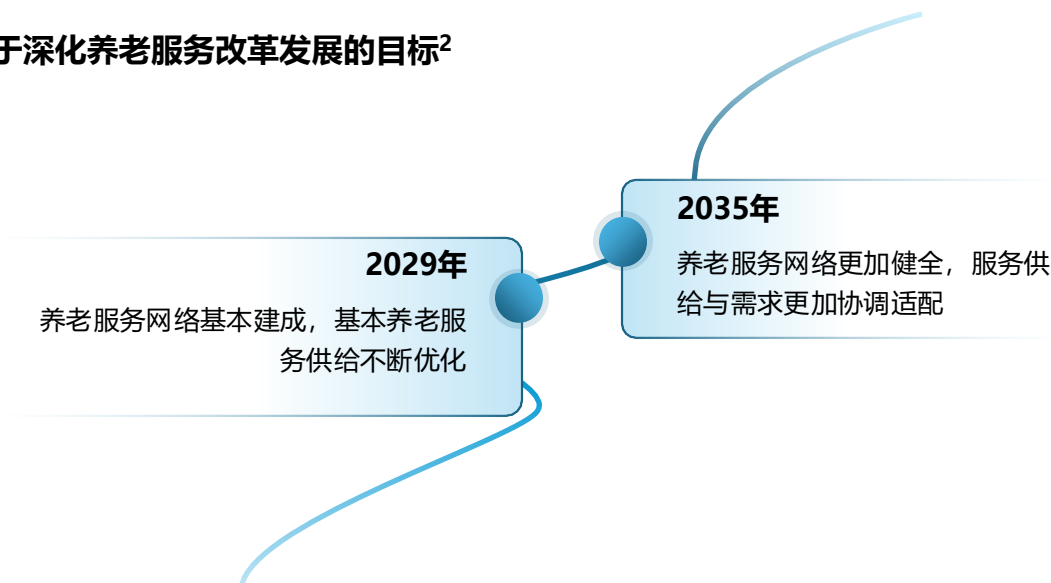 于深化养老服务改革发展的目标2
2029年
养老服务网络基本建成，基本养老服
务供给不断优化
2035年
养老服务网络更加健全，服务供
给与需求更加协调适配